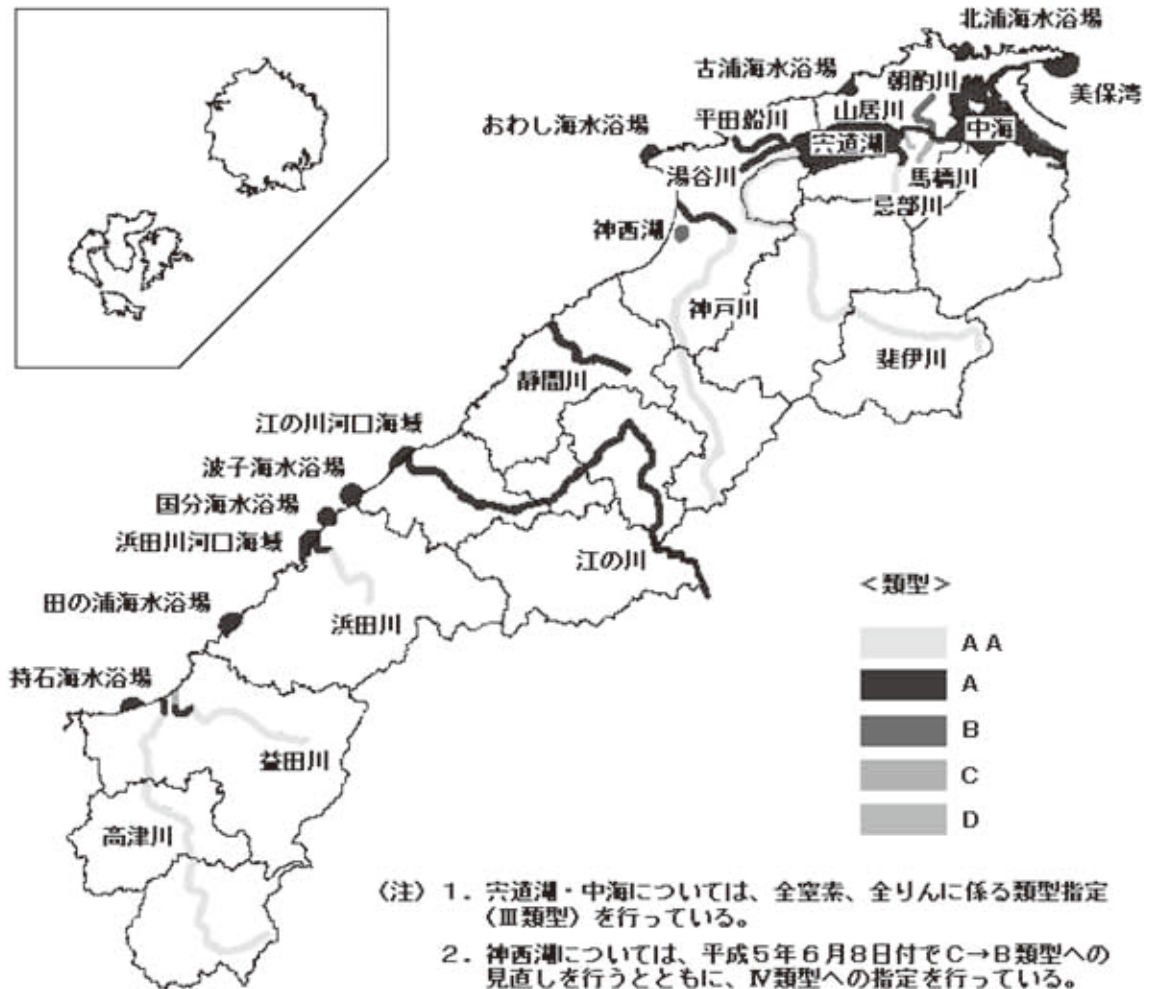 北浦海水浴場
古浦海水浴場
朝酌川
美保湾
おわし海水浴場
平田船川
山居川
中海
宍道湖
湯谷川
馬橋川
忌部川
神西湖
神戸川
斐伊川
静間川
江の川河口海域
波子海水浴場
国分海水浴場
浜田川河口海域
江の川
田の浦海水浴場
浜田川
持石海水浴場
益田川
高津川
<類型>
AA
A
B
C
D
(注) 1. 宍道湖・中海については、全窒素、全りんに係る類型指定
(Ⅲ類型)を行っている。
2. 神西湖については、平成5年6月8日付でC→B類型への
見直しを行うとともに、Ⅳ類型への指定を行っている。